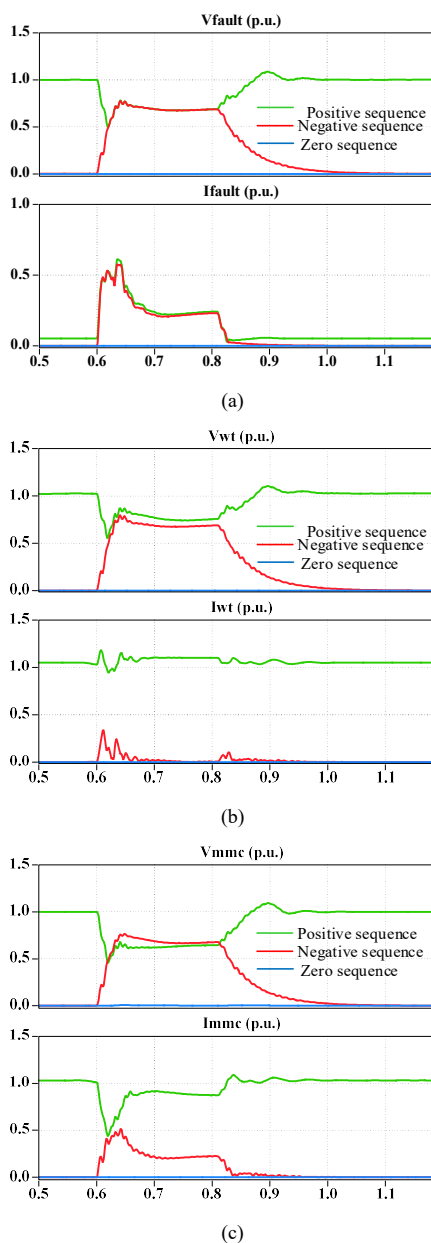 Vfault (p.u.)
1.5
1.0
0.5
0.0
Positive sequence
Negative sequence
Zero sequence
Ifault (p.u.)
1.0
0.5
0.0
0.5 0.6 0.7 0.8 0.9 1.0 1.1
(a)
Vwt (p.u.)
1.5
1.0
0.5
0.0
Positive sequence
Negative sequence
Zero sequence
Iwt (p.u.)
1.5
1.0
0.5
0.0
0.5 0.6 0.7 0.8 0.9 1.0 1.1
(b)
Vmmc (p.u.)
1.5
1.0
0.5
0.0
Positive sequence
Negative sequence
Zero sequence
Immc (p.u.)
1.5
1.0
0.5
0.0
0.5 0.6 0.7 0.8 0.9 1.0 1.1
(c)